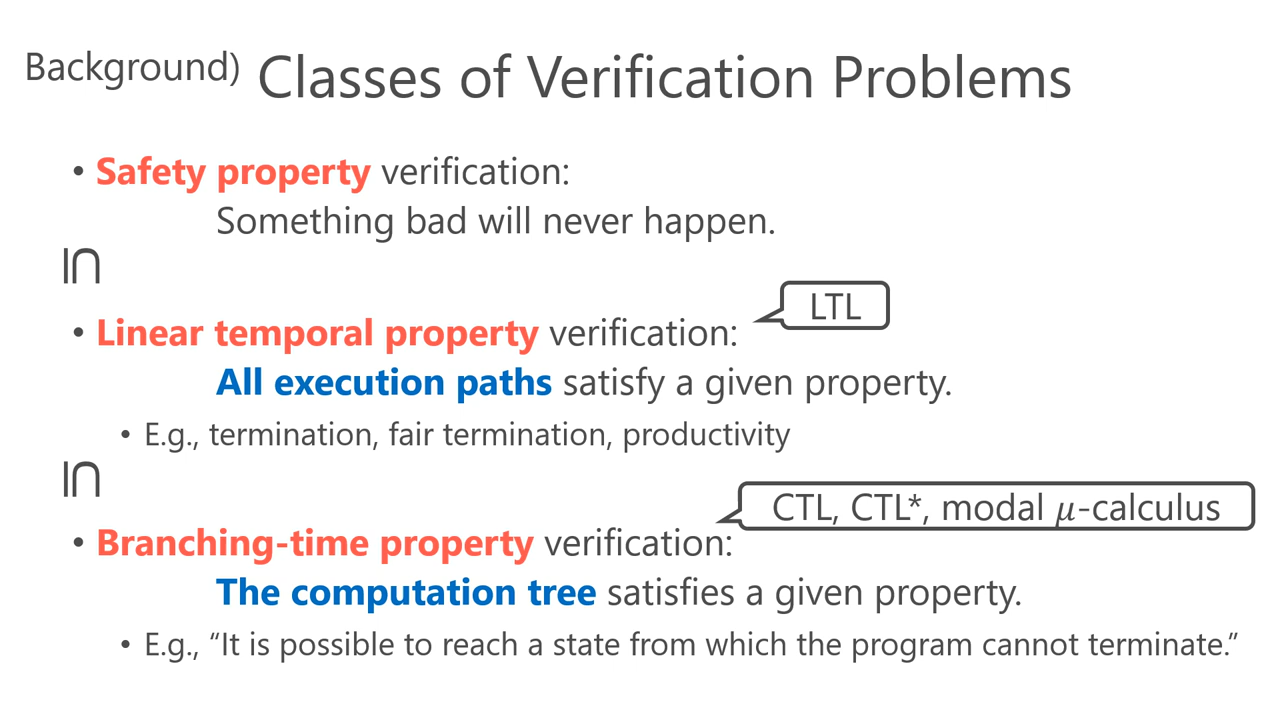 Background) Classes of Verification Problems
• Safety property verification:
Something bad will never happen.
I∩
LTL
• Linear temporal property verification:
All execution paths satisfy a given property.
• E.g., termination, fair termination, productivity
I∩
CTL, CTL*, modal μ-calculus
• Branching-time property verification:
The computation tree satisfies a given property.
• E.g., “It is possible to reach a state from which the program cannot terminate.”